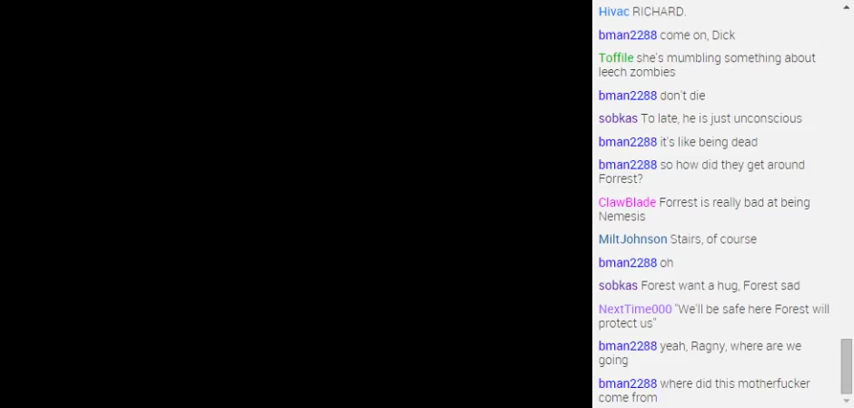 Hivac RICHARD.
bman2288 come on, Dick
Toffile she's mumbling something about
leech zombies
bman2288 don't die
sobkas To late, he is just unconscious
bman2288 it's like being dead
bman2288 so how did they get around
Forrest?
ClawBlade Forrest is really bad at being
Nemesis
MiltJohnson Stairs, of course
bman2288 oh
sobkas Forest want a hug, Forest sad
NextTime000 "We'll be safe here Forest will
protect us"
bman2288 yeah, Ragny, where are we
going
bman2288 where did this motherfucker
come from